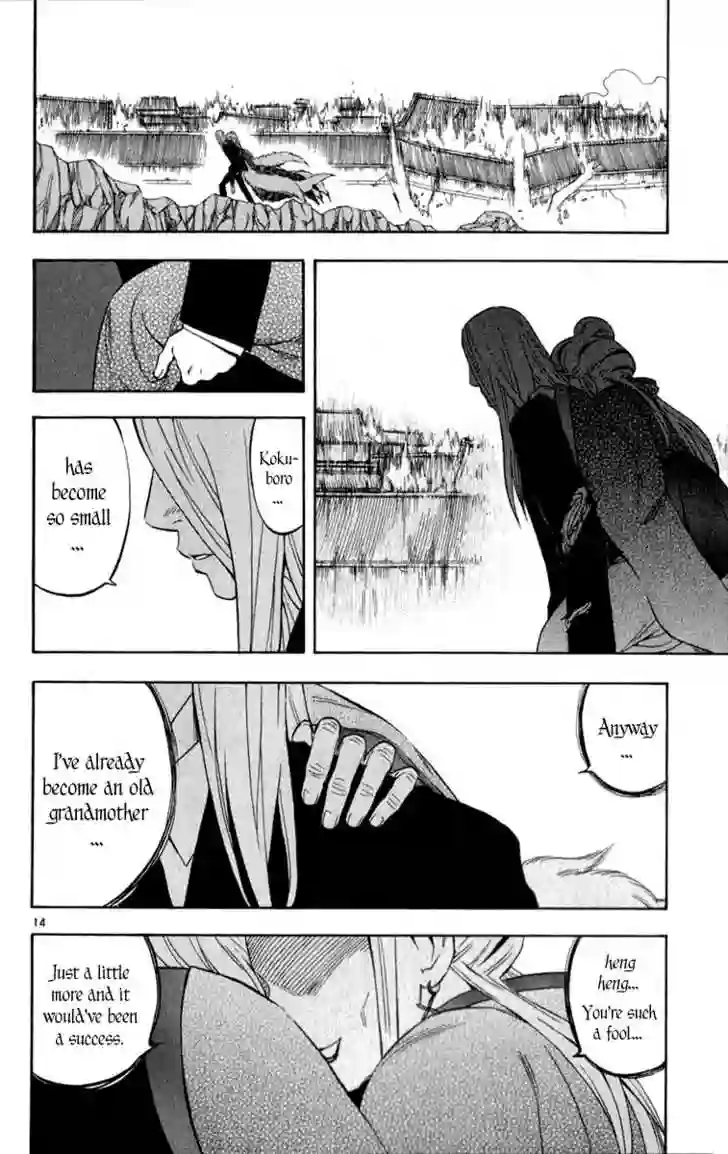 Koku-
boro
...
has
become
so small
...
Anyway
...
I've already
become an old
grandmother
...
14
heng
heng...
You're such
a fool...
Just a little
more and it
would've been
a success.